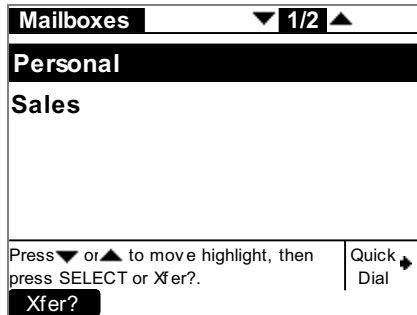 Mailboxes ▼ 1/2 ▲
Personal
Sales
Press ▼ or ▲ to move highlight, then
press SELECT or Xfer?.
Quick
Dial
Xfer?